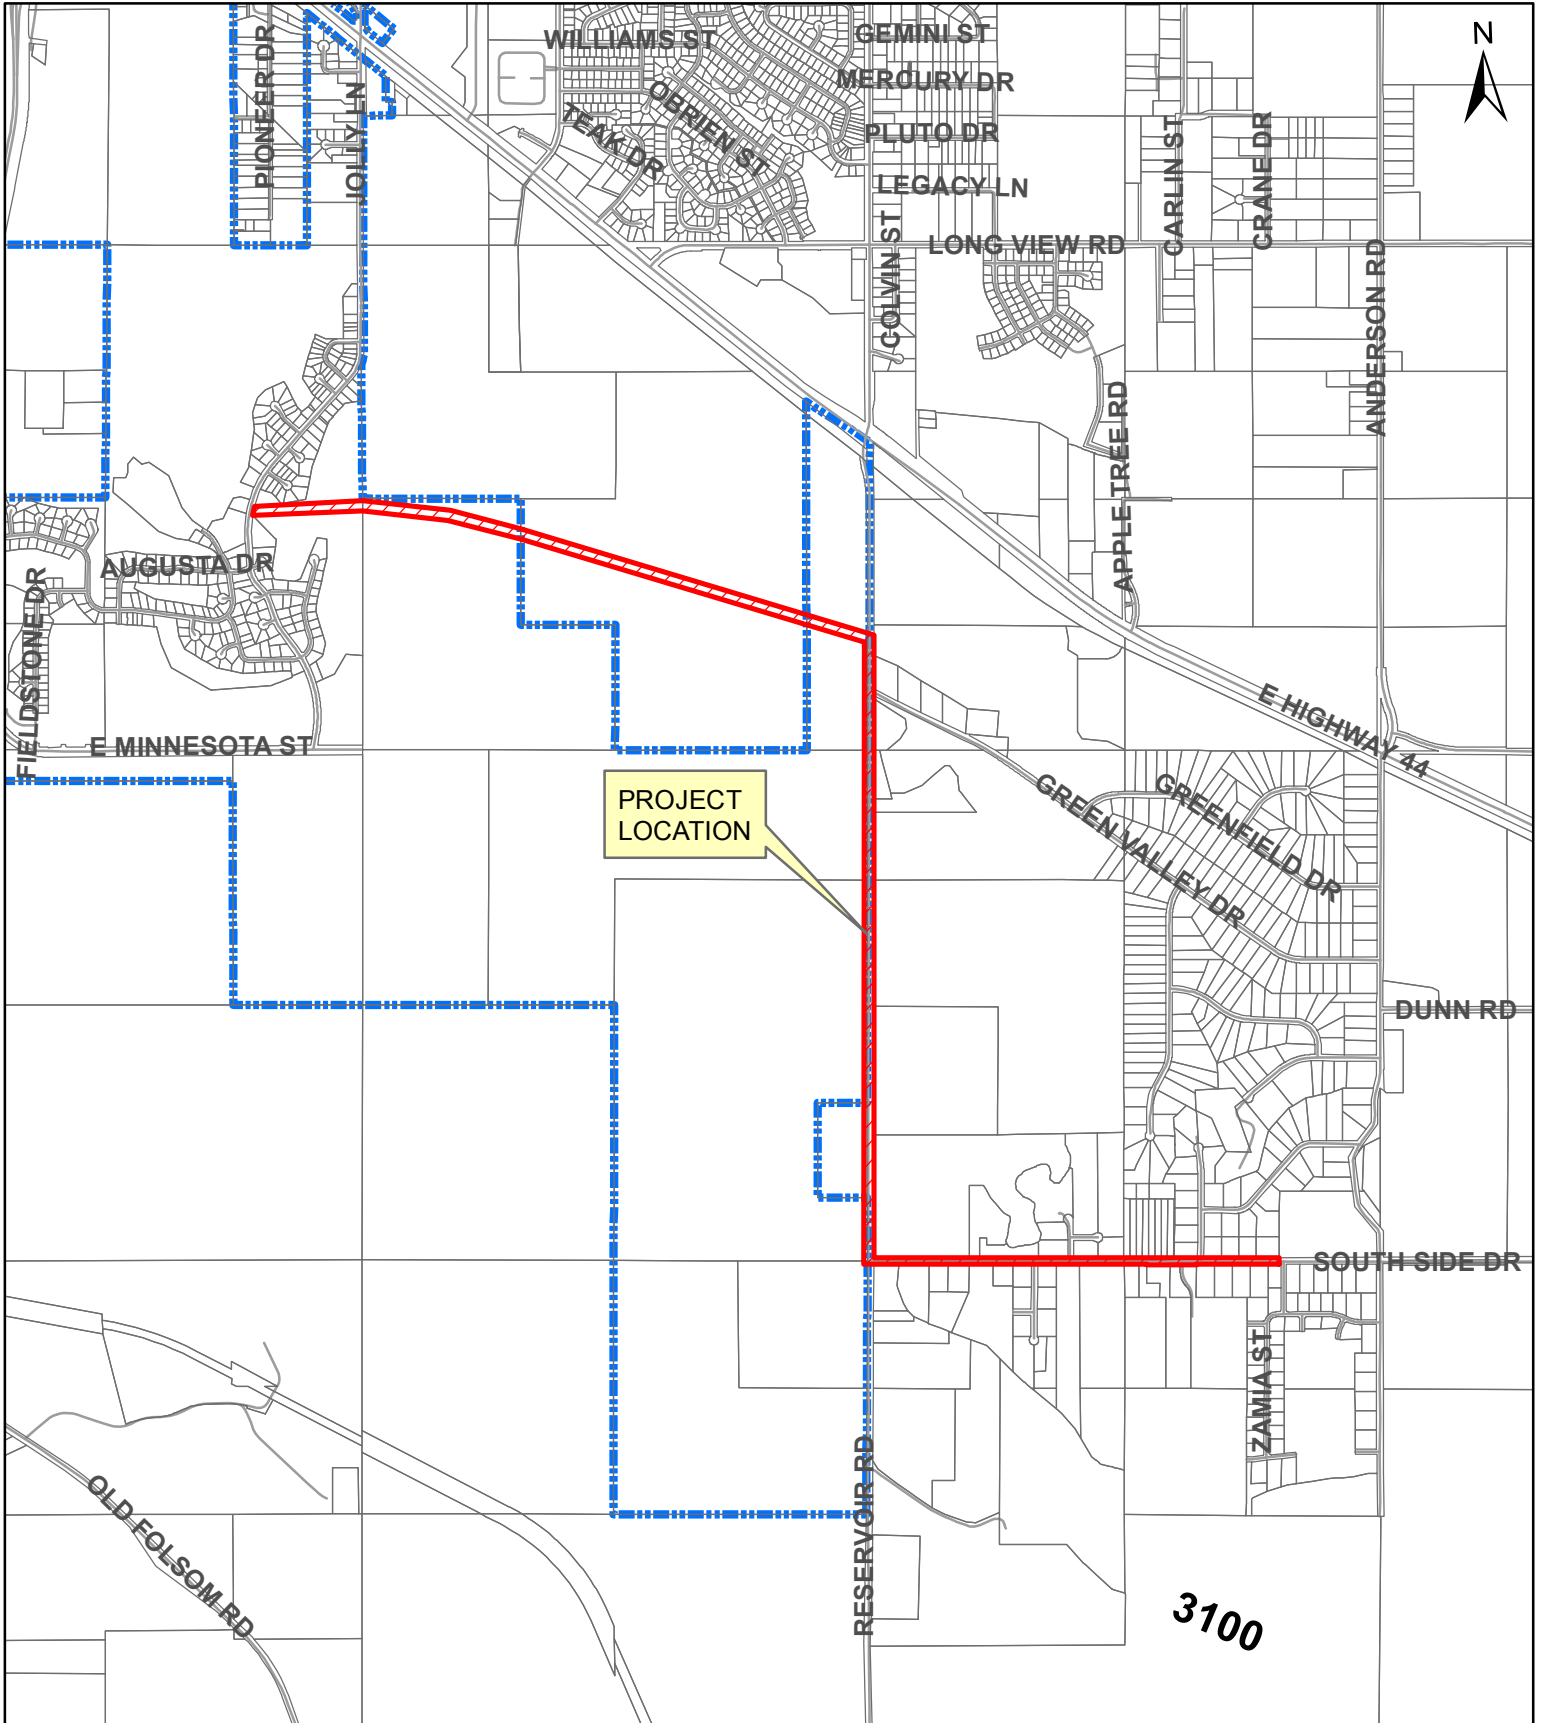 WILLIAMS ST
GEMINI ST
N
PIONEER DR
JOLLY LN
MERCURY DR
OBRIEN ST
TEAK DR
PLUTO DR
CARLIN ST
CRANE DR
LEGACY LN
COLVIN ST
LONG VIEW RD
ANDERSON RD
APPLETREE RD
AUGUSTA DR
FIELDSTONE DR
E MINNESOTA ST
E HIGHWAY 44
PROJECT
LOCATION
GREEN VALLEY DR
GREENFIELD DR
DUNN RD
SOUTH SIDE DR
ZAMIA ST
RESERVOIR RD
OLD FOLSOM RD
3100